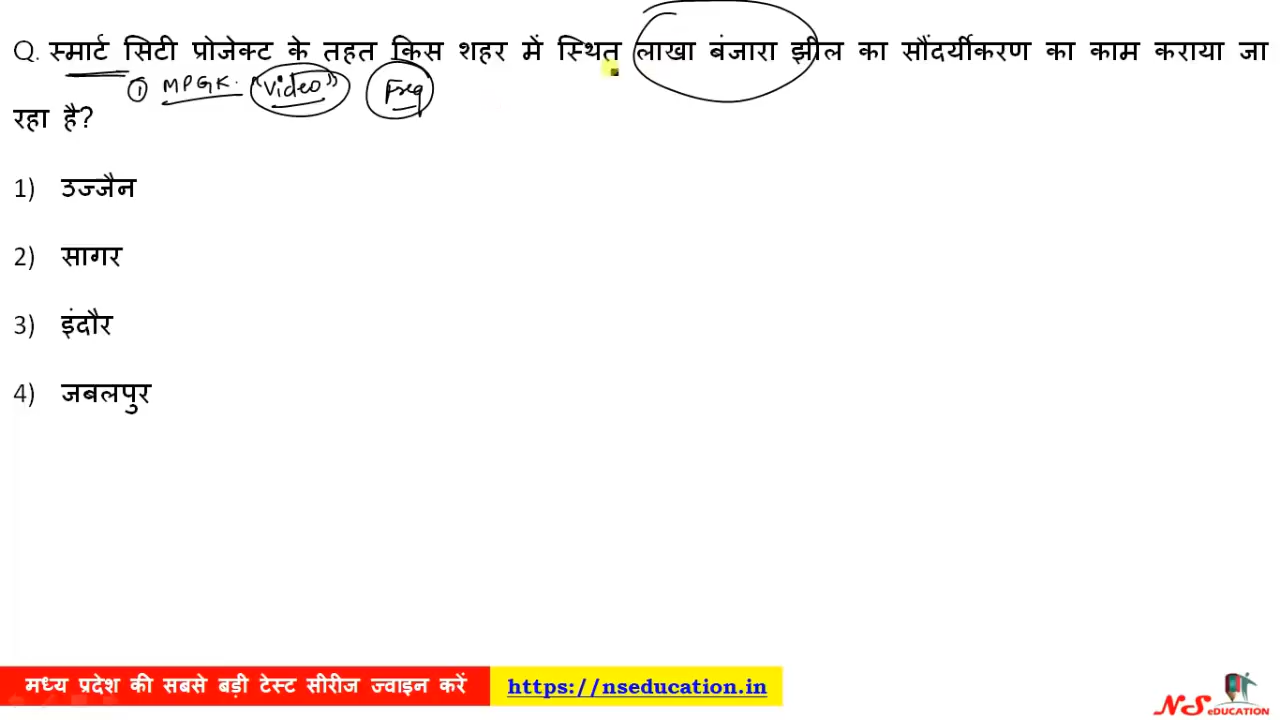 Q. स्मार्ट सिटी प्रोजेक्ट के तहत किस शहर में स्थित लाखा बंजारा झील का सौंदर्यीकरण का काम कराया जा
① MPGK. "Video" Freq
रहा है?
1) उज्जैन
2) सागर
3) इंदौर
4) जबलपुर
मध्य प्रदेश की सबसे बड़ी टेस्ट सीरीज ज्वाइन करें https://nseducation.in
NS eDUCATION